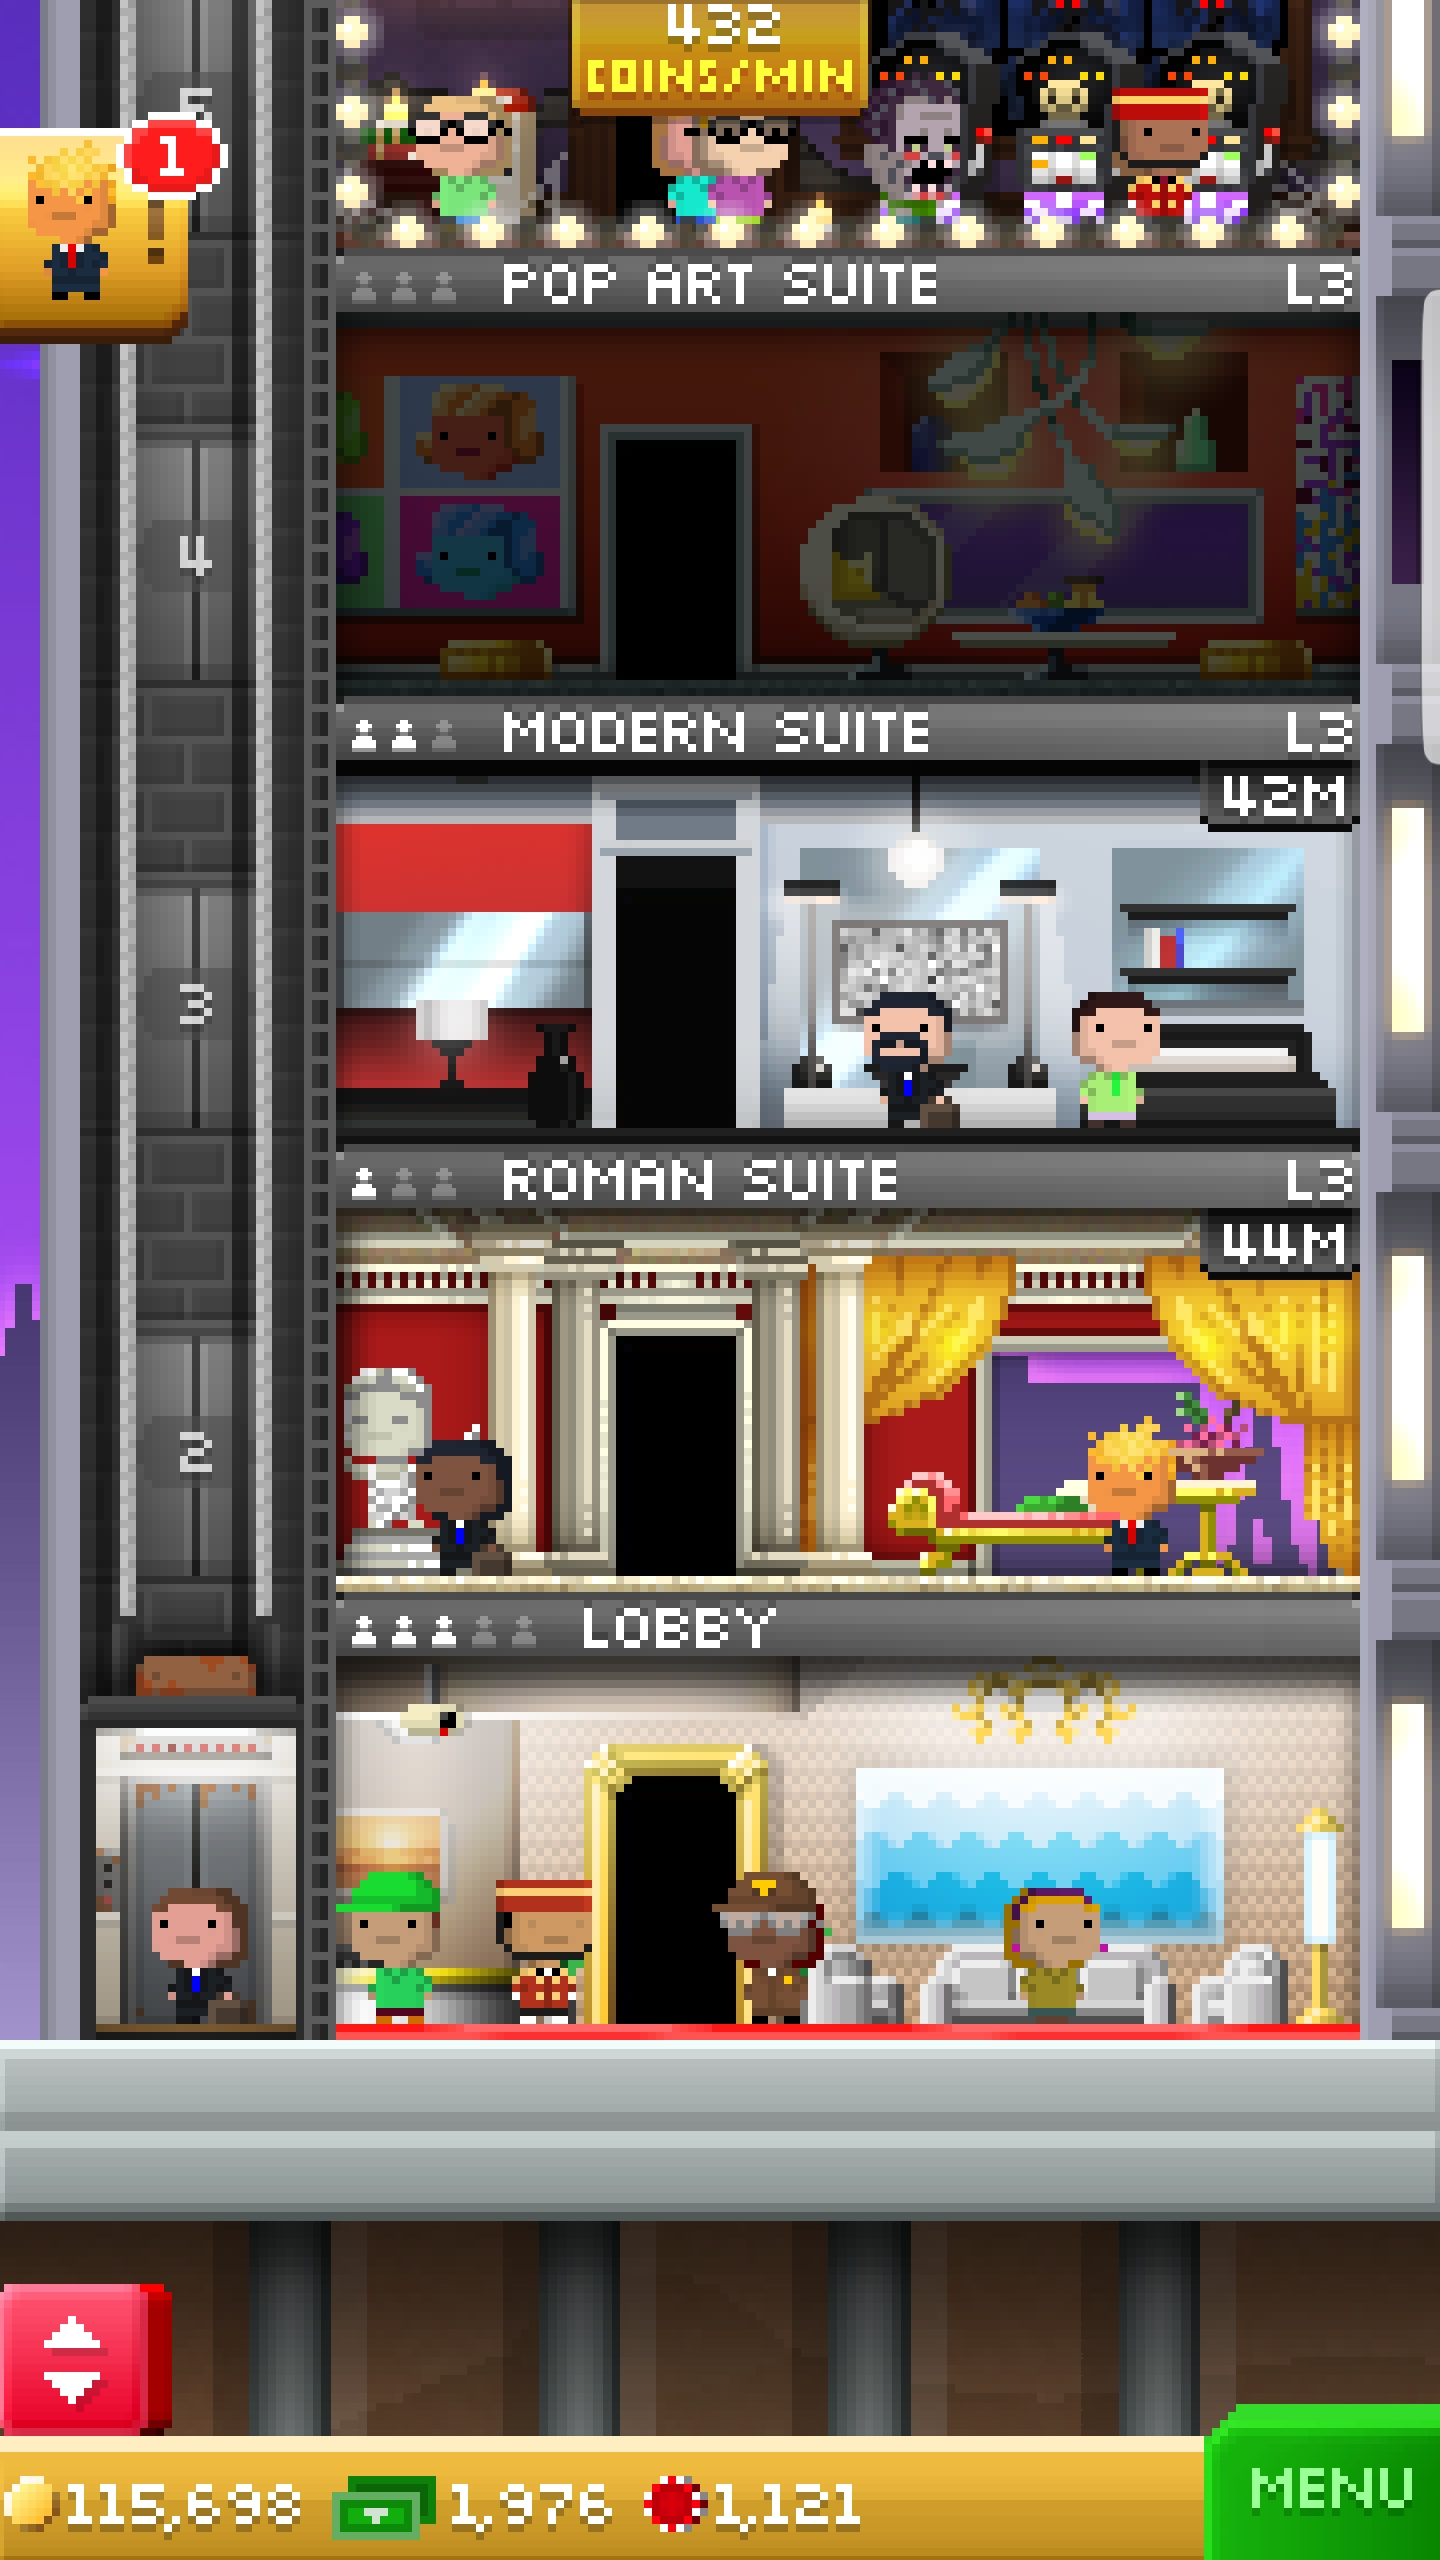 432
COINS/MIN
5
1
POP ART SUITE L3
4
MODERN SUITE L3
42M
3
ROMAN SUITE L3
44M
2
LOBBY
115,698 1,976 1,121
MENU